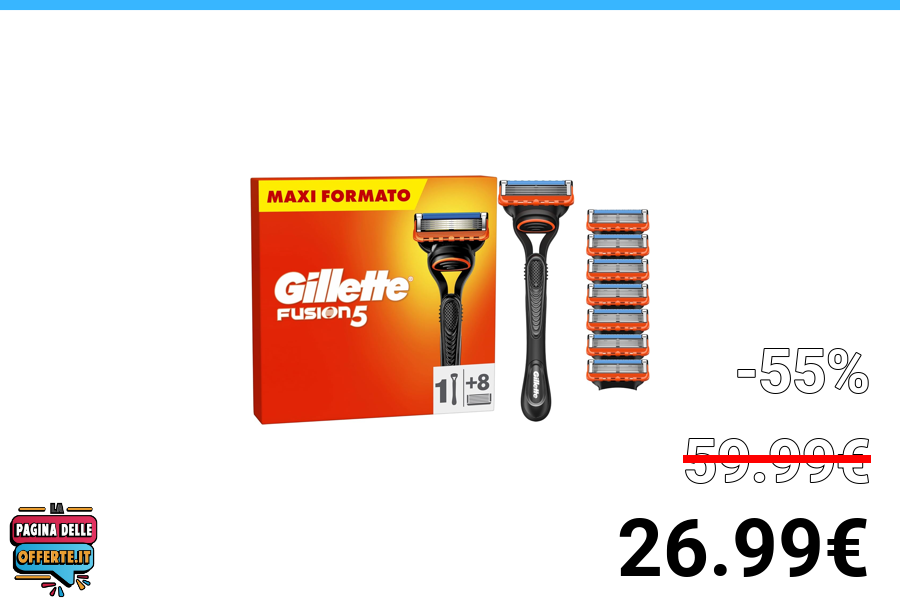 MAXI FORMATO
Gillette®
FUSION5
1 +8
Gillette
-55%
59.99€
26.99€
LA
PAGINA DELLE
OFFERTE.IT